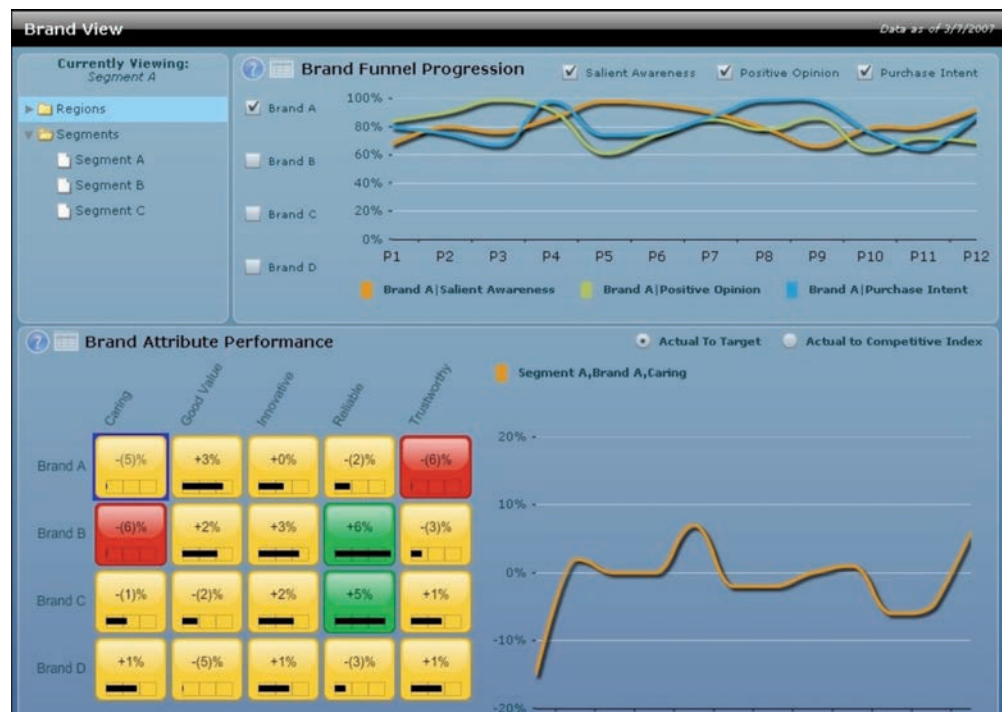 Brand View
Data as of 3/7/2007
Currently Viewing:
Segment A
Regions
Segments
Segment A
Segment B
Segment C
Brand Funnel Progression
Salient Awareness
Positive Opinion
Purchase Intent
Brand A
Brand B
Brand C
Brand D
100%
80%
60%
40%
20%
0%
P1 P2 P3 P4 P5 P6 P7 P8 P9 P10 P11 P12
Brand A|Salient Awareness Brand A|Positive Opinion Brand A|Purchase Intent
Brand Attribute Performance
Actual To Target
Actual to Competitive Index
Caring Good Value Innovative Reliable Trustworthy
Brand A -(5)% +3% +0% -(2)% -(6)%
Brand B -(6)% +2% +3% +6% -(3)%
Brand C -(1)% -(2)% +2% +5% +1%
Brand D +1% -(5)% +1% -(3)% +1%
Segment A,Brand A,Caring
20%
10%
0%
-10%
-20%